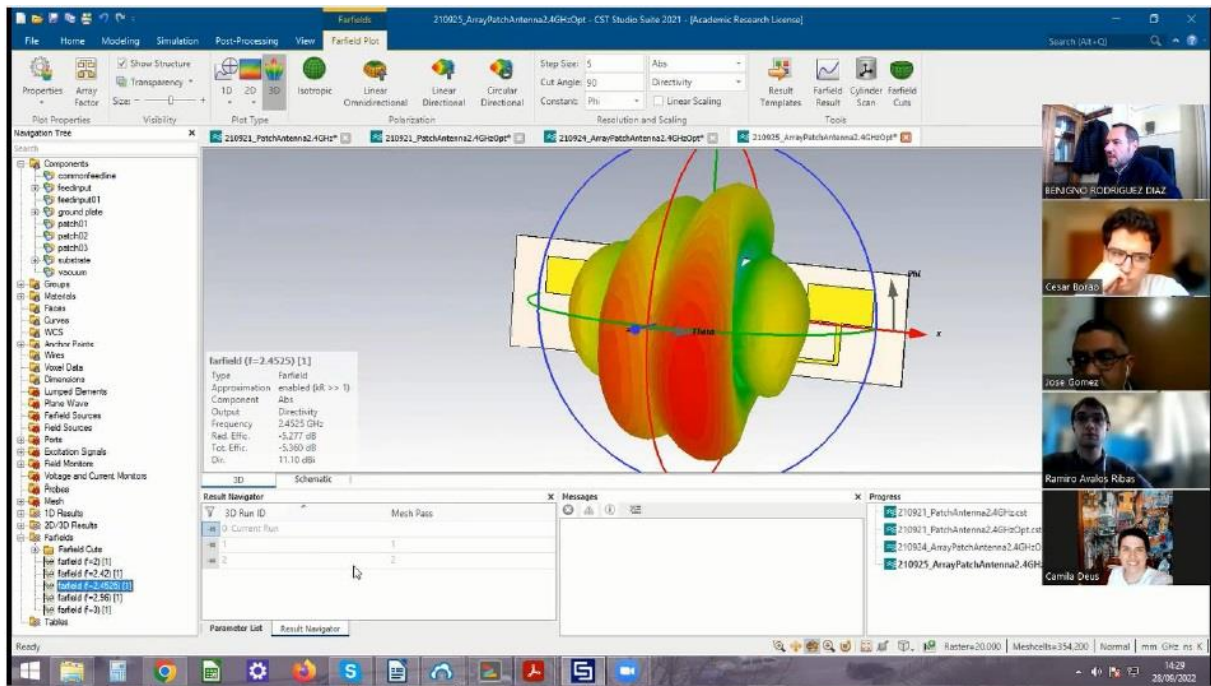 Farfields
210925_ArrayPatchAntenna2.4GHzOpt - CST Studio Suite 2021 - [Academic Research License]
File Home Modeling Simulation Post-Processing View Farfield Plot
Search (Alt+Q)
Properties
Array Factor
Show Structure
Transparency
Size:
1D 2D 3D
Isotropic
Linear Omnidirectional
Linear Directional
Circular Directional
Step Size: 5
Cut Angle: 90
Constant: Phi
Abs
Directivity
Linear Scaling
Result Templates
Farfield Result
Cylinder Scan
Farfield Cuts
Plot Properties
Visibility
Plot Type
Polarization
Resolution and Scaling
Tools
Navigation Tree
Search
210921_PatchAntenna2.4GHz*
210921_PatchAntenna2.4GHzOpt*
210924_ArrayPatchAntenna2.4GHzOpt*
210925_ArrayPatchAntenna2.4GHzOpt*
Components
commonfeedline
feedinput
feedinput01
ground plate
patch01
patch02
patch03
substrate
vacuum
Groups
Materials
Faces
Curves
WCS
Anchor Points
Wires
Voxel Data
Dimensions
Lumped Elements
Plane Wave
Farfield Sources
Field Sources
Ports
Excitation Signals
Field Monitors
Voltage and Current Monitors
Probes
Mesh
1D Results
2D/3D Results
Farfields
Farfield Cuts
farfield (f=2) [1]
farfield (f=2.42) [1]
farfield (f=2.4525) [1]
farfield (f=2.96) [1]
farfield (f=3) [1]
Tables
Phi
Theta
x
farfield (f=2.4525) [1]
Type Farfield
Approximation enabled (kR >> 1)
Component Abs
Output Directivity
Frequency 2.4525 GHz
Rad. Effic. -5.277 dB
Tot. Effic. -5.360 dB
Dir. 11.10 dBi
3D Schematic
Result Navigator
3D Run ID Mesh Pass
0 Current Run
1 1
2 2
Parameter List Result Navigator
Messages
Progress
210921_PatchAntenna2.4GHz.cst
210921_PatchAntenna2.4GHzOpt.cst
210924_ArrayPatchAntenna2.4GHzO
210925_ArrayPatchAntenna2.4GH
BENIGNO RODRIGUEZ DIAZ
Cesar Borao
Jose Gomez
Ramiro Avalos Ribas
Camila Deus
Ready
Raster=20.000 Meshcells=354,200 Normal mm GHz ns K
14:29
28/09/2022